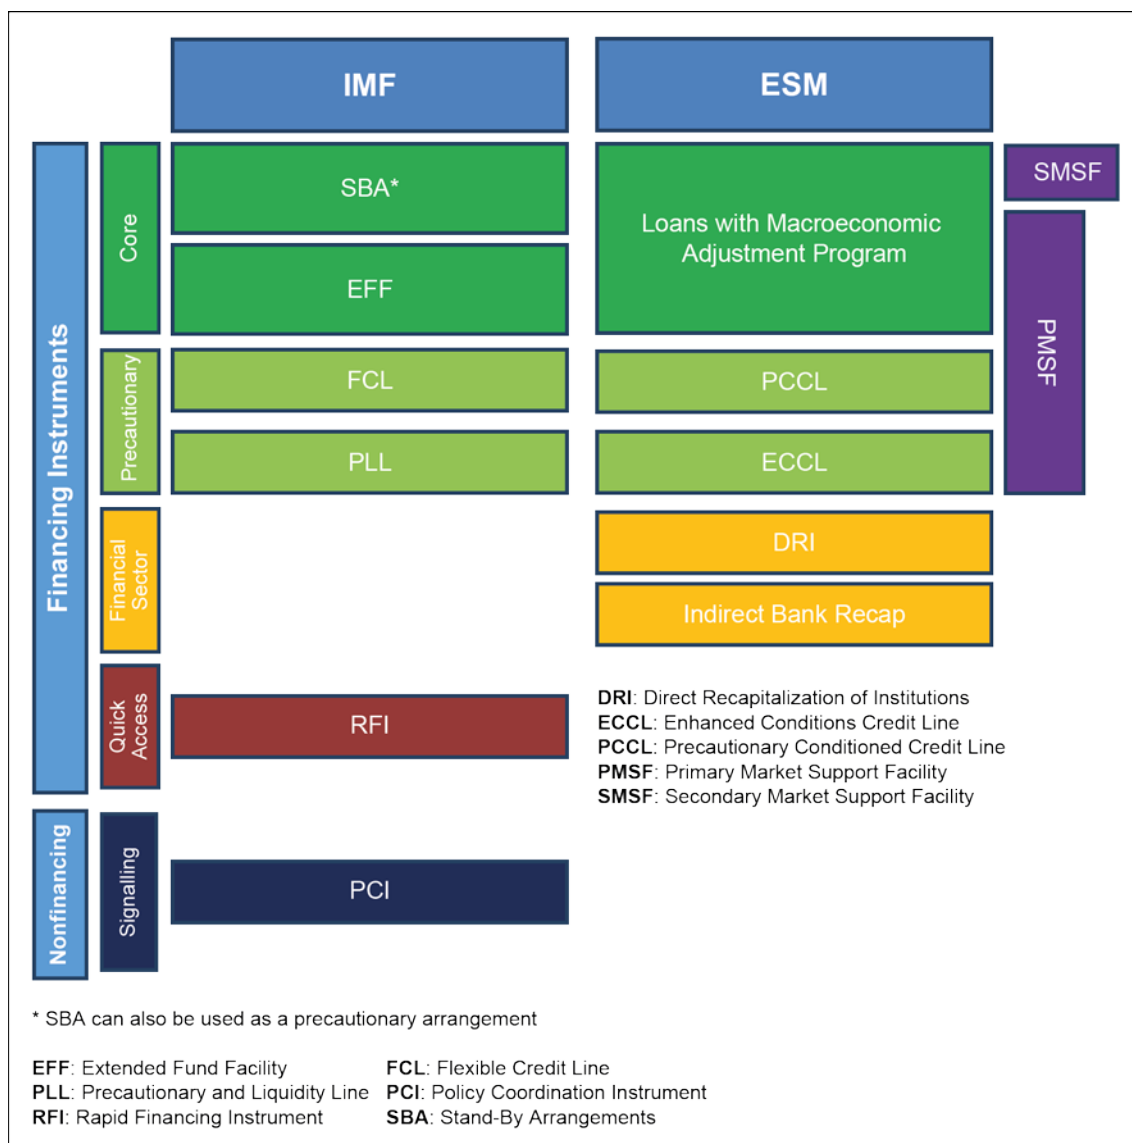 IMF
ESM
Financing Instruments
Core
SBA*
Loans with Macroeconomic
Adjustment Program
SMSF
EFF
PMSF
Precautionary
FCL
PCCL
PLL
ECCL
Financial
Sector
DRI
Indirect Bank Recap
Quick
Access
RFI
DRI: Direct Recapitalization of Institutions
ECCL: Enhanced Conditions Credit Line
PCCL: Precautionary Conditioned Credit Line
PMSF: Primary Market Support Facility
SMSF: Secondary Market Support Facility
Nonfinancing
Signalling
PCI
* SBA can also be used as a precautionary arrangement
EFF: Extended Fund Facility
FCL: Flexible Credit Line
PLL: Precautionary and Liquidity Line
PCI: Policy Coordination Instrument
RFI: Rapid Financing Instrument
SBA: Stand-By Arrangements